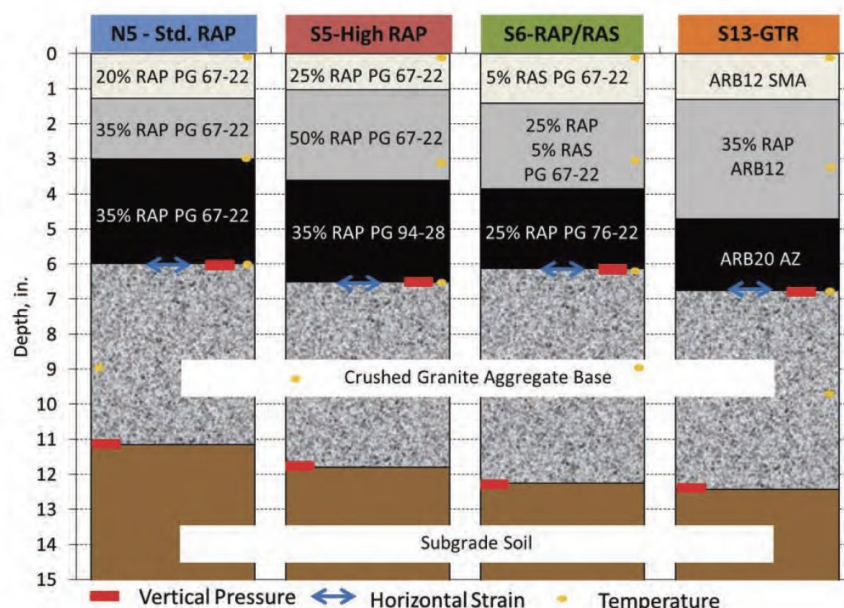 N5 - Std. RAP
S5-High RAP
S6-RAP/RAS
S13-GTR
Depth, in.
0
1
2
3
4
5
6
7
8
9
10
11
12
13
14
15
20% RAP PG 67-22
35% RAP PG 67-22
35% RAP PG 67-22
25% RAP PG 67-22
50% RAP PG 67-22
35% RAP PG 94-28
5% RAS PG 67-22
25% RAP
5% RAS
PG 67-22
25% RAP PG 76-22
ARB12 SMA
35% RAP
ARB12
ARB20 AZ
Crushed Granite Aggregate Base
Subgrade Soil
Vertical Pressure
Horizontal Strain
Temperature